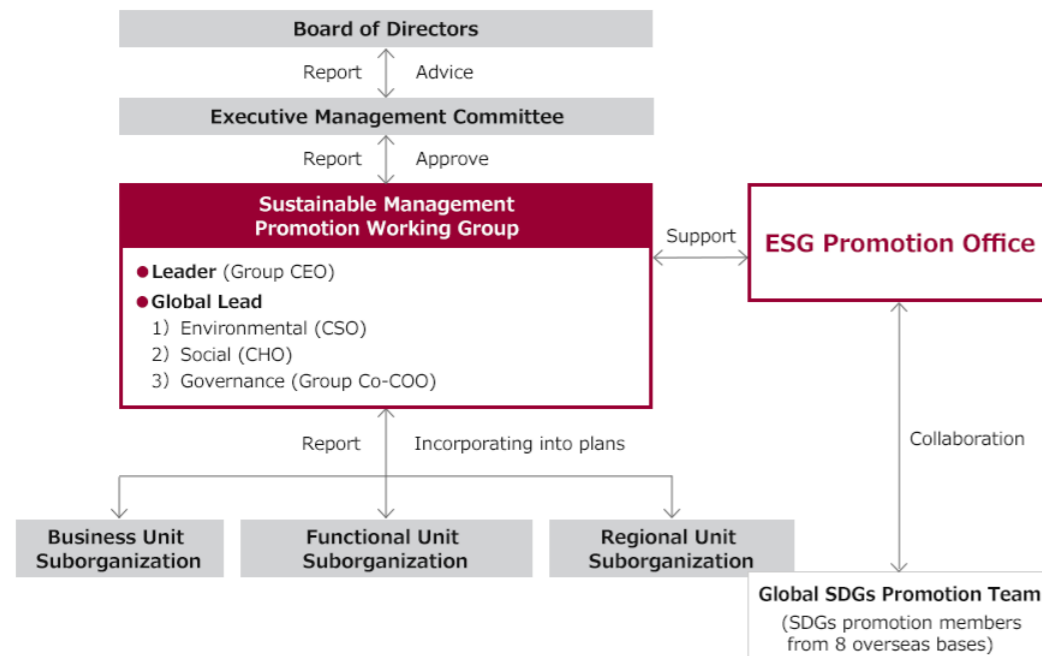 Board of Directors
Report Advice
Executive Management Committee
Report Approve
Sustainable Management
Promotion Working Group
●Leader (Group CEO)
●Global Lead
1) Environmental (CSO)
2) Social (CHO)
3) Governance (Group Co-COO)
Support
ESG Promotion Office
Report Incorporating into plans
Collaboration
Business Unit
Suborganization
Functional Unit
Suborganization
Regional Unit
Suborganization
Global SDGs Promotion Team
(SDGs promotion members
from 8 overseas bases)